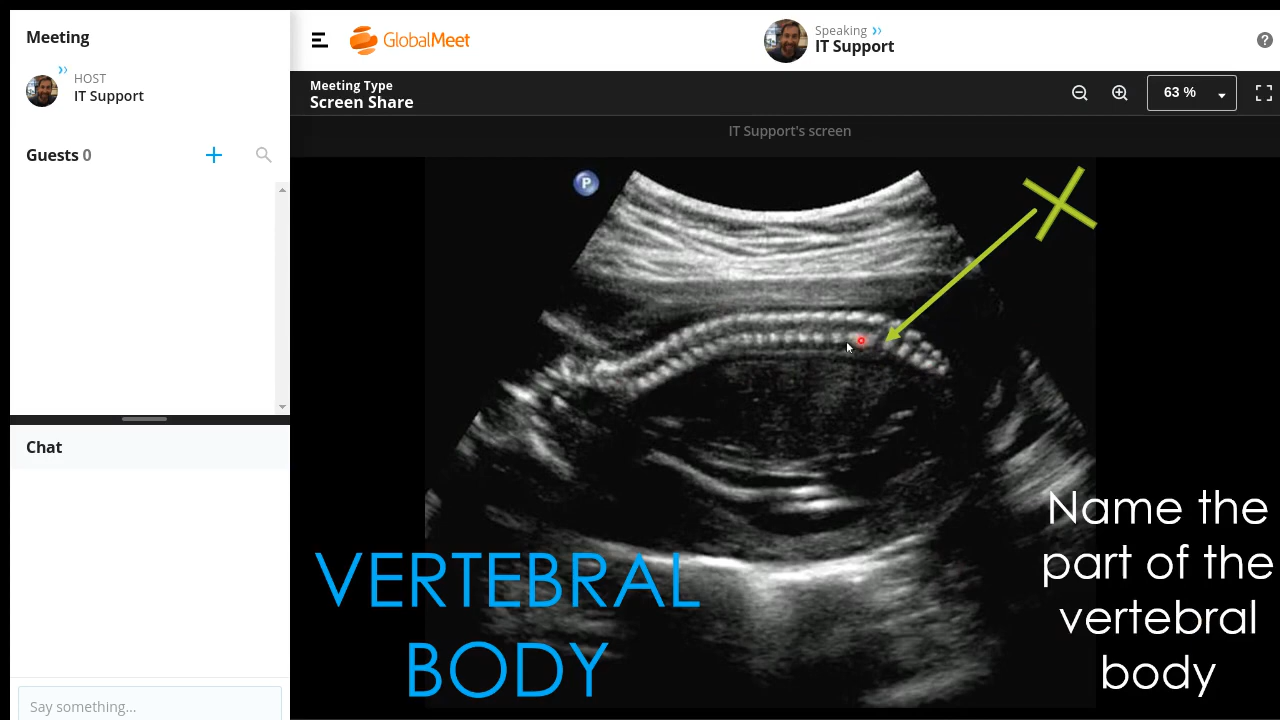 Meeting
HOST
IT Support
Guests 0
Chat
Say something...
GlobalMeet
Speaking
IT Support
Meeting Type
Screen Share
63 %
IT Support's screen
P
VERTEBRAL
BODY
Name the
part of the
vertebral
body